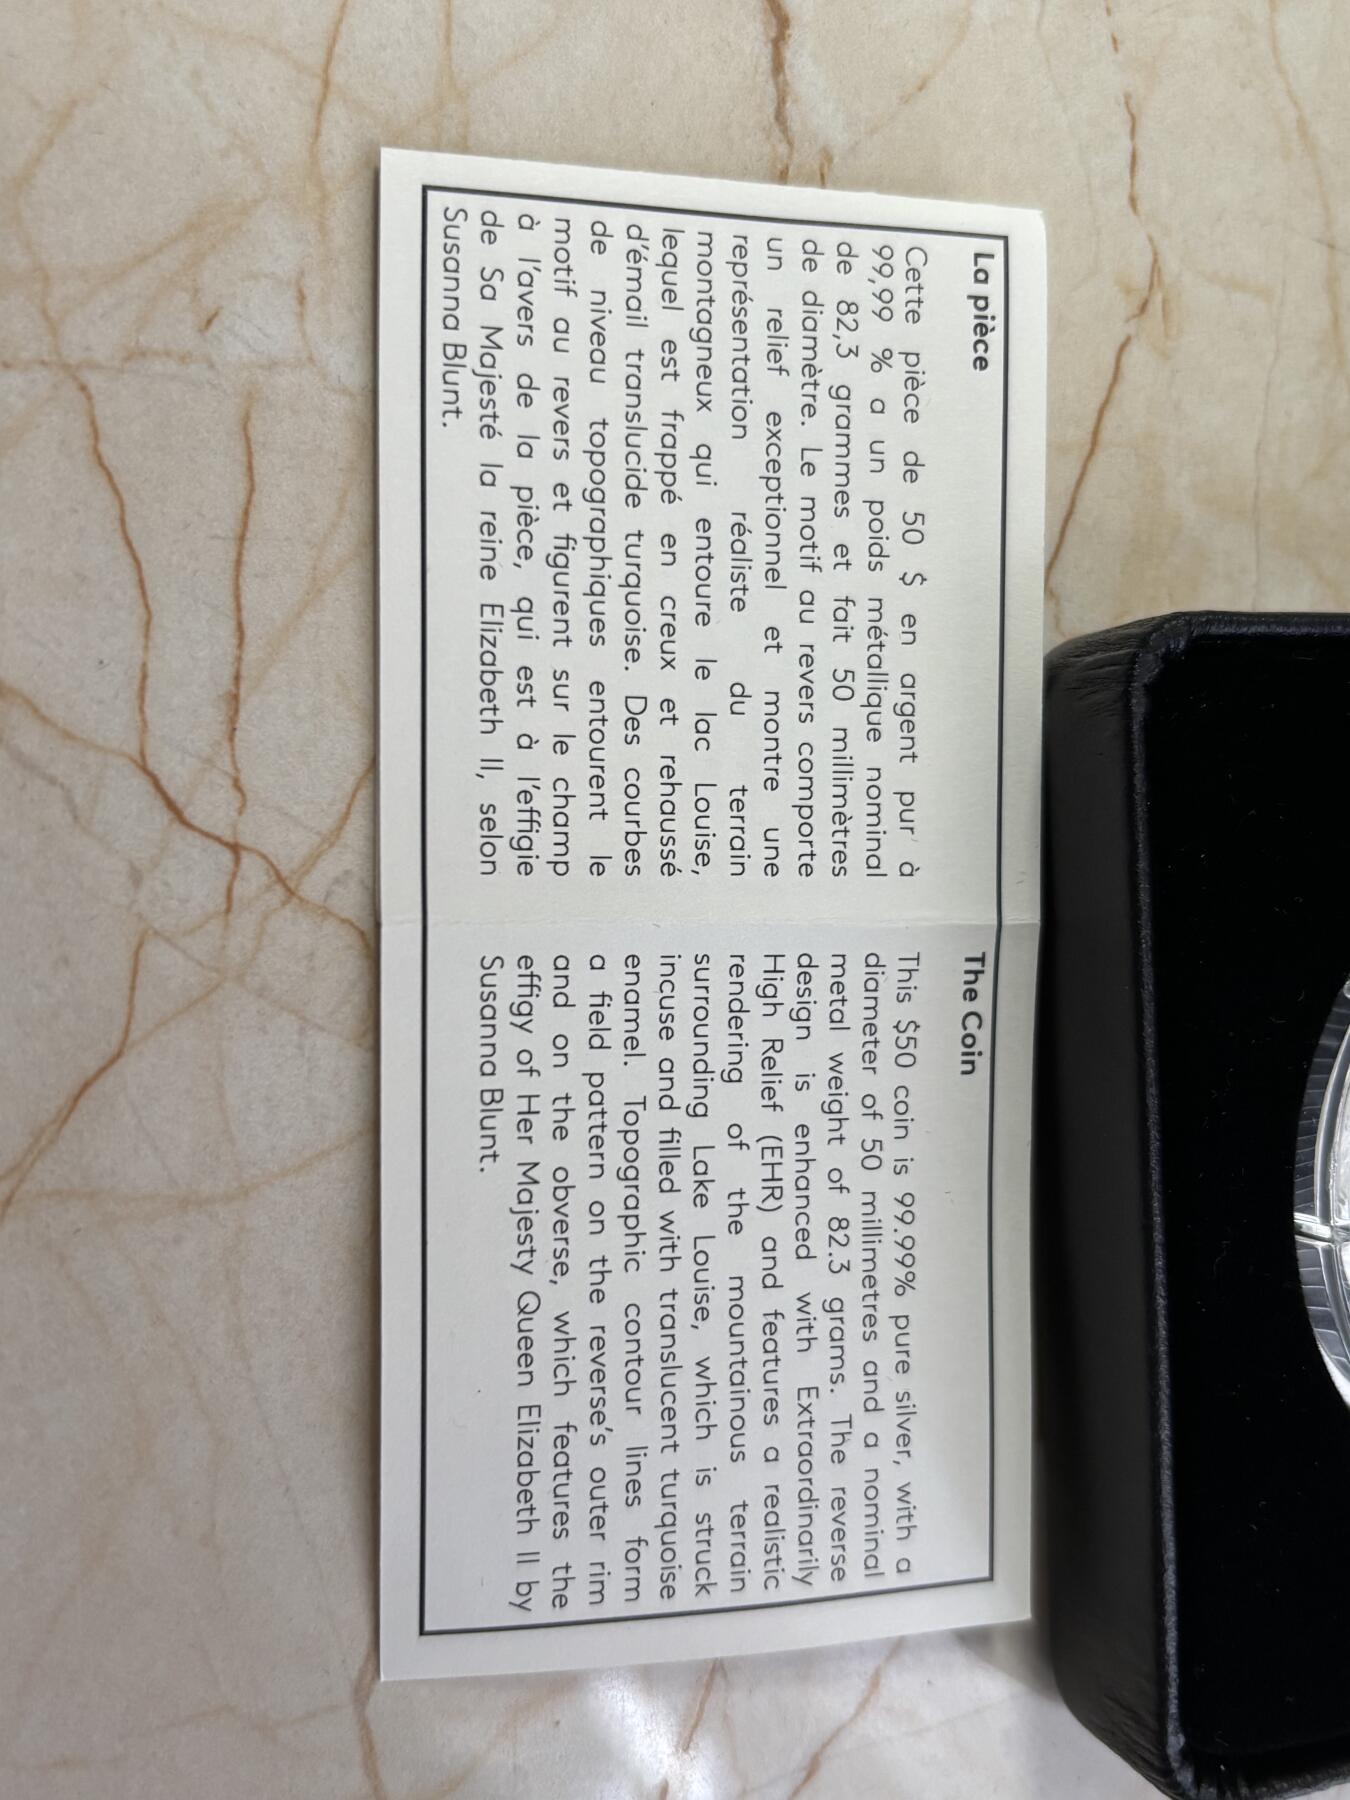 La pièce
Cette pièce de 50 $ en argent pur à
99,99 % a un poids métallique nominal
de 82,3 grammes et fait 50 millimètres
de diamètre. Le motif au revers comporte
un relief exceptionnel et montre une
représentation réaliste du terrain
montagneux qui entoure le lac Louise,
lequel est frappé en creux et rehaussé
d'émail translucide turquoise. Des courbes
de niveau topographiques entourent le
motif au revers et figurent sur le champ
à l'avers de la pièce, qui est à l'effigie
de Sa Majesté la reine Elizabeth II, selon
Susanna Blunt.
The Coin
This $50 coin is 99.99% pure silver, with a
diameter of 50 millimetres and a nominal
metal weight of 82.3 grams. The reverse
design is enhanced with Extraordinarily
High Relief (EHR) and features a realistic
rendering of the mountainous terrain
surrounding Lake Louise, which is struck
incuse and filled with translucent turquoise
enamel. Topographic contour lines form
a field pattern on the reverse's outer rim
and on the obverse, which features the
effigy of Her Majesty Queen Elizabeth II by
Susanna Blunt.